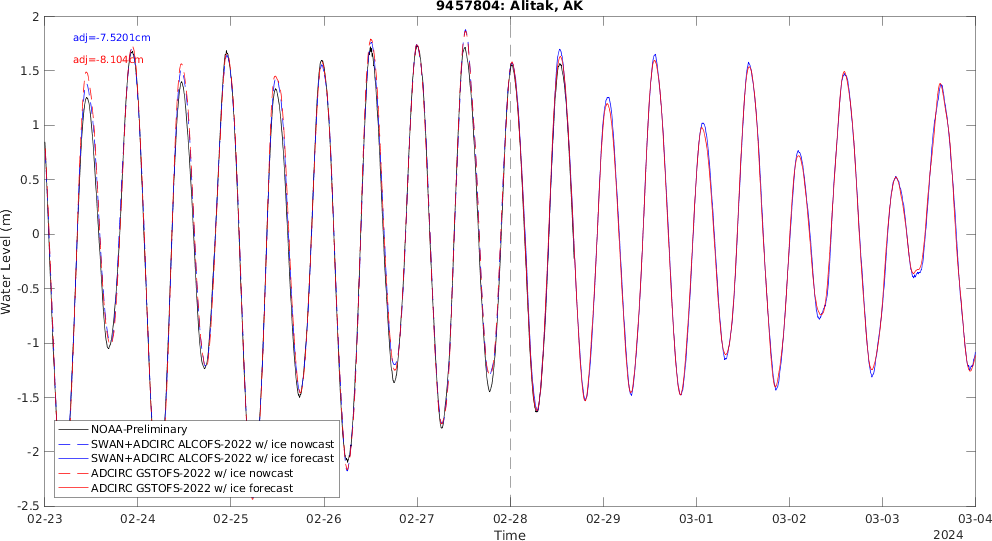 9457804: Alitak, AK
adj=-7.5201cm
adj=-8.104cm
Water Level (m)
2
1.5
1
0.5
0
-0.5
-1
-1.5
-2
-2.5
NOAA-Preliminary
SWAN+ADCIRC ALCOFS-2022 w/ ice nowcast
SWAN+ADCIRC ALCOFS-2022 w/ ice forecast
ADCIRC GSTOFS-2022 w/ ice nowcast
ADCIRC GSTOFS-2022 w/ ice forecast
02-23 02-24 02-25 02-26 02-27 02-28 02-29 03-01 03-02 03-03 03-04
Time
2024